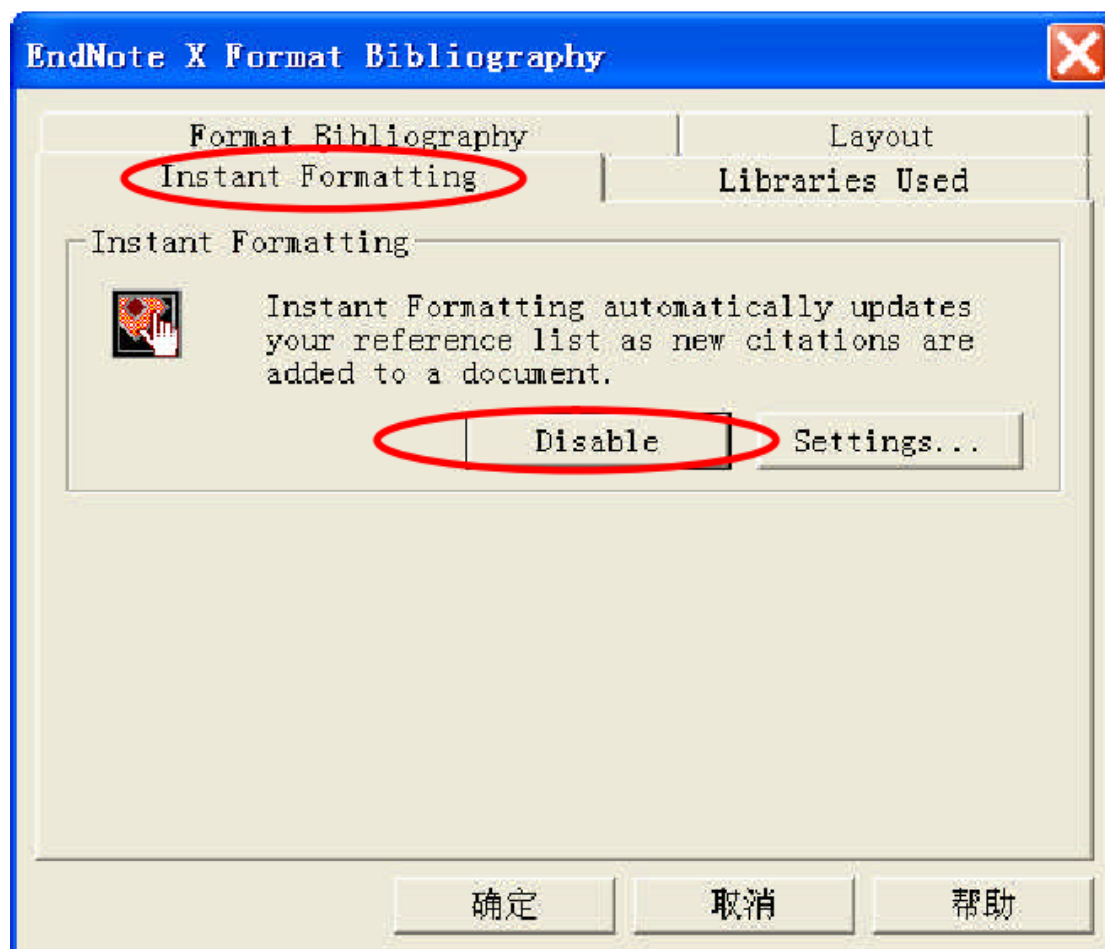 EndNote X Format Bibliography
Format Bibliography
Layout
Instant Formatting
Libraries Used
Instant Formatting
Instant Formatting automatically updates
your reference list as new citations are
added to a document.
Disable
Settings...
确定
取消
帮助